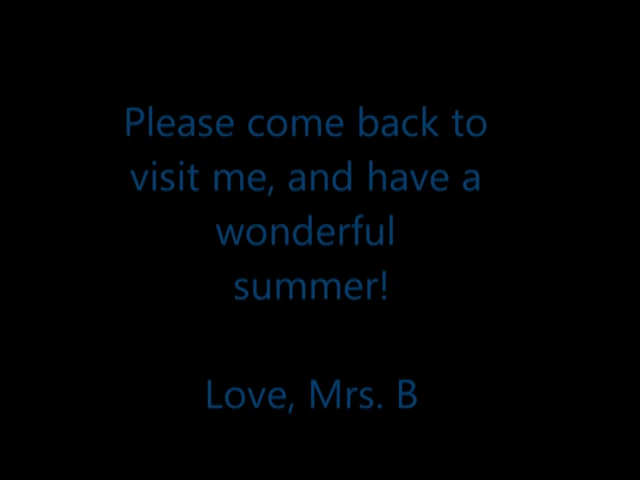 Please come back to
visit me, and have a
wonderful
summer!
Love, Mrs. B